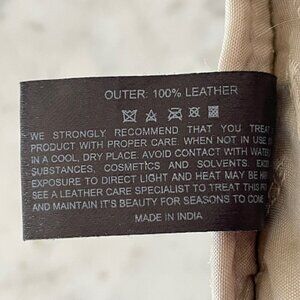 OUTER: 100% LEATHER
WE STRONGLY RECOMMEND THAT YOU TREAT
PRODUCT WITH PROPER CARE. WHEN NOT IN USE
IN A COOL, DRY PLACE. AVOID CONTACT WITH WATER
SUBSTANCES, COSMETICS AND SOLVENTS.
EXPOSURE TO DIRECT LIGHT AND HEAT MAY BE
SEE A LEATHER CARE SPECIALIST TO TREAT THIS
AND MAINTAIN IT'S BEAUTY FOR SEASONS TO COME
MADE IN INDIA